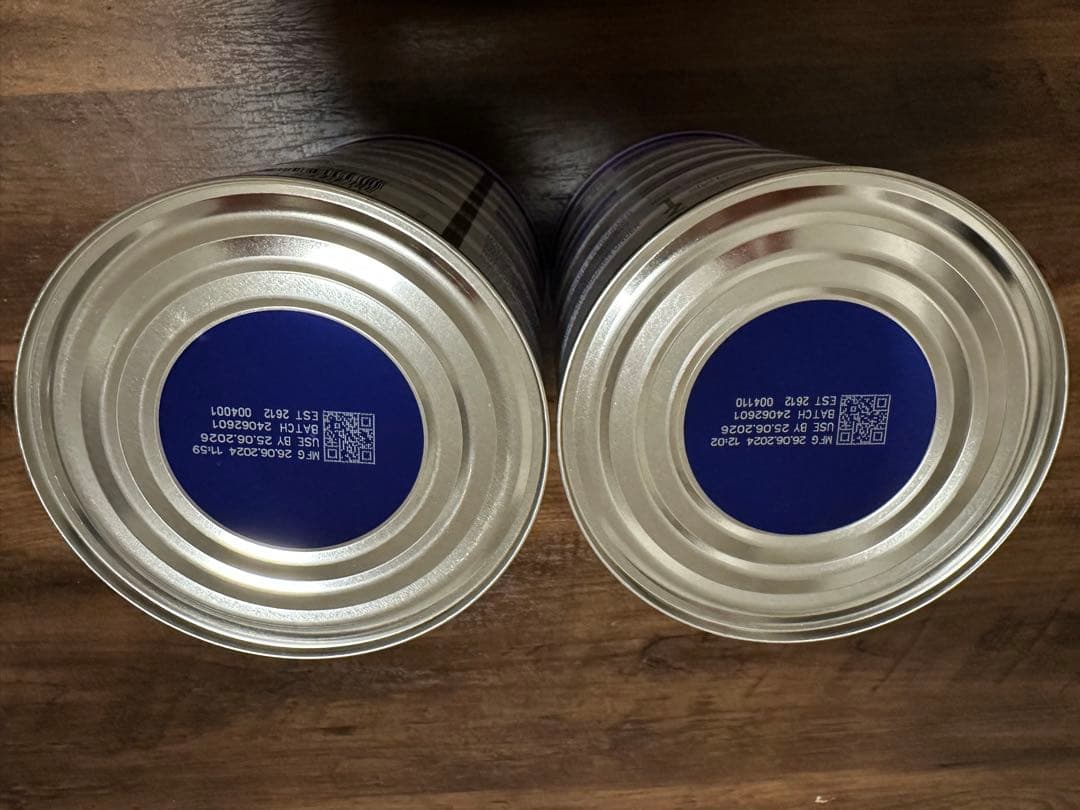 MFG 26.06.2024 11:59
USE BY 25.06.2026
BATCH 24062601
EST 2612 004001
MFG 26.06.2024 12:02
USE BY 25.06.2026
BATCH 24062601
EST 2612 004110